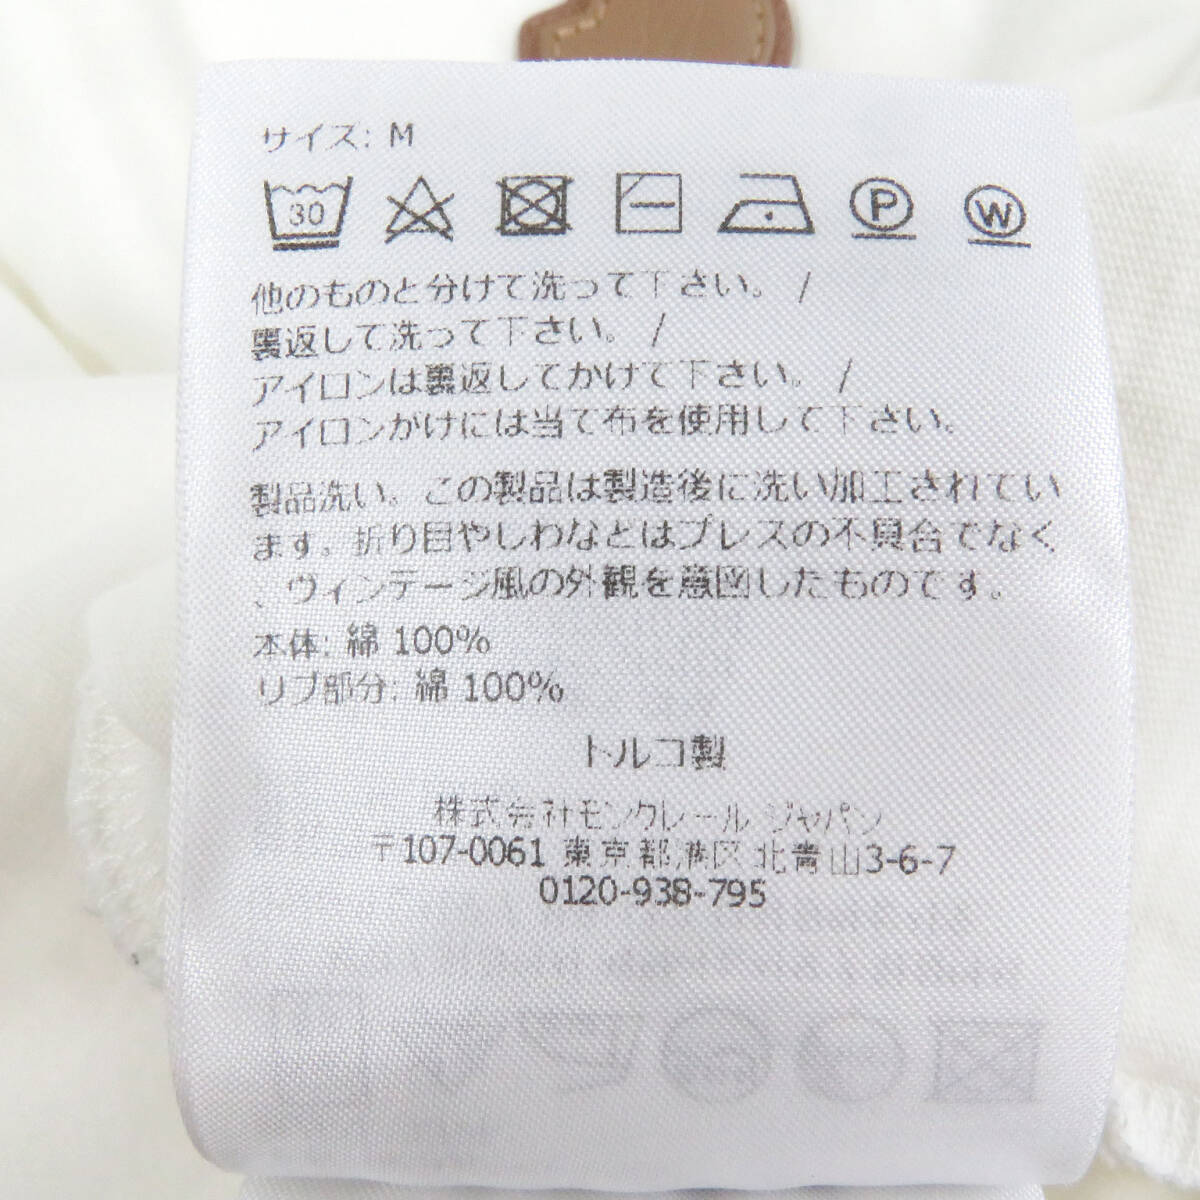 サイズ: M
30
P
W
他のものと分けて洗って下さい。 /
裏返して洗って下さい。 /
アイロンは裏返してかけて下さい。 /
アイロンがけには当て布を使用して下さい。
製品洗い。この製品は製造後に洗い加工されてい
ます。折り目やしわなとはプレスの不具合でなく
、ヴィンテージ風の外観を意図したものです。
本体: 綿 100%
リブ部分: 綿 100%
トルコ製
株式会社モンクレール ジャパン
〒107-0061 東京都港区北青山3-6-7
0120-938-795